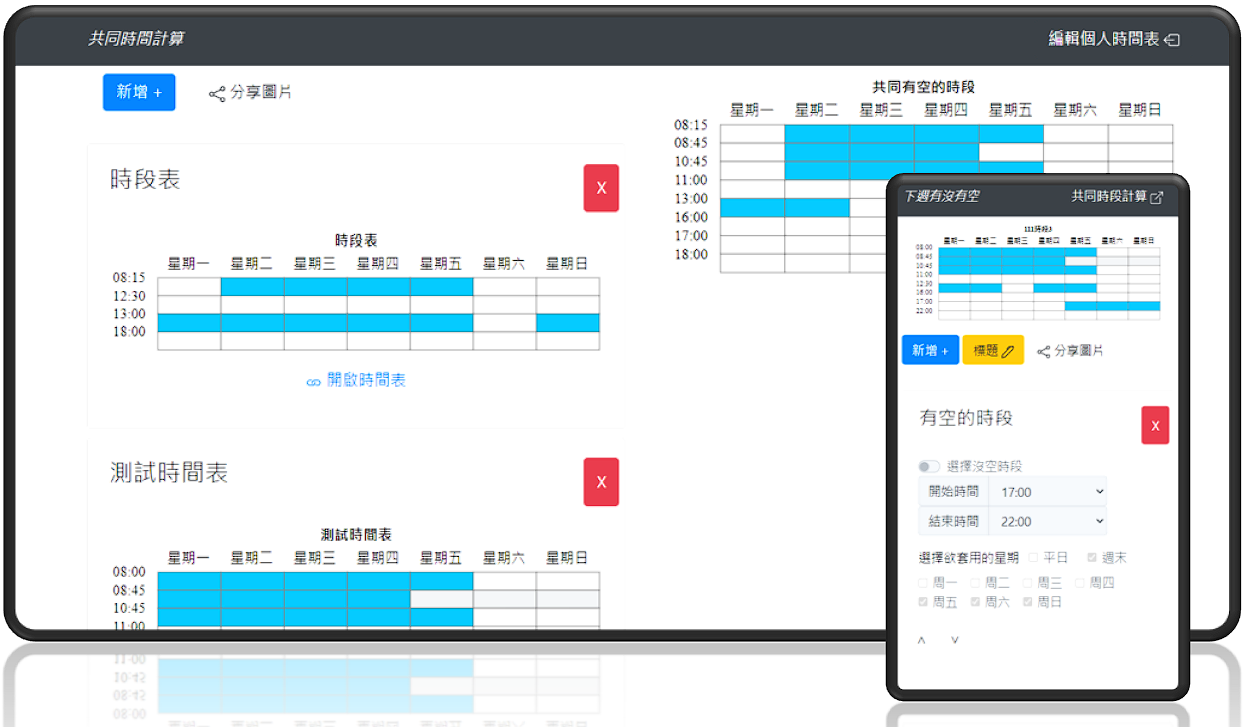 共同時間計算
編輯個人時間表
新增 +
分享圖片
時段表
X
時段表
星期一 星期二 星期三 星期四 星期五 星期六 星期日
08:15
12:30
13:00
18:00
開啟時間表
測試時間表
X
測試時間表
星期一 星期二 星期三 星期四 星期五 星期六 星期日
08:00
08:45
10:45
11:00
共同有空的時段
星期一 星期二 星期三 星期四 星期五 星期六 星期日
08:15
08:45
10:45
11:00
13:00
16:00
17:00
18:00
下週有沒有空
共同時段計算
111時段3
星期一 星期二 星期三 星期四 星期五 星期六 星期日
08:00
08:45
10:45
11:00
12:30
16:00
17:00
22:00
新增 +
標題
分享圖片
有空的時段
X
選擇沒空時段
開始時間 17:00
結束時間 22:00
選擇欲套用的星期 平日 週末
周一 周二 周三 周四
周五 周六 周日
11:00
10:45
08:45
08:00